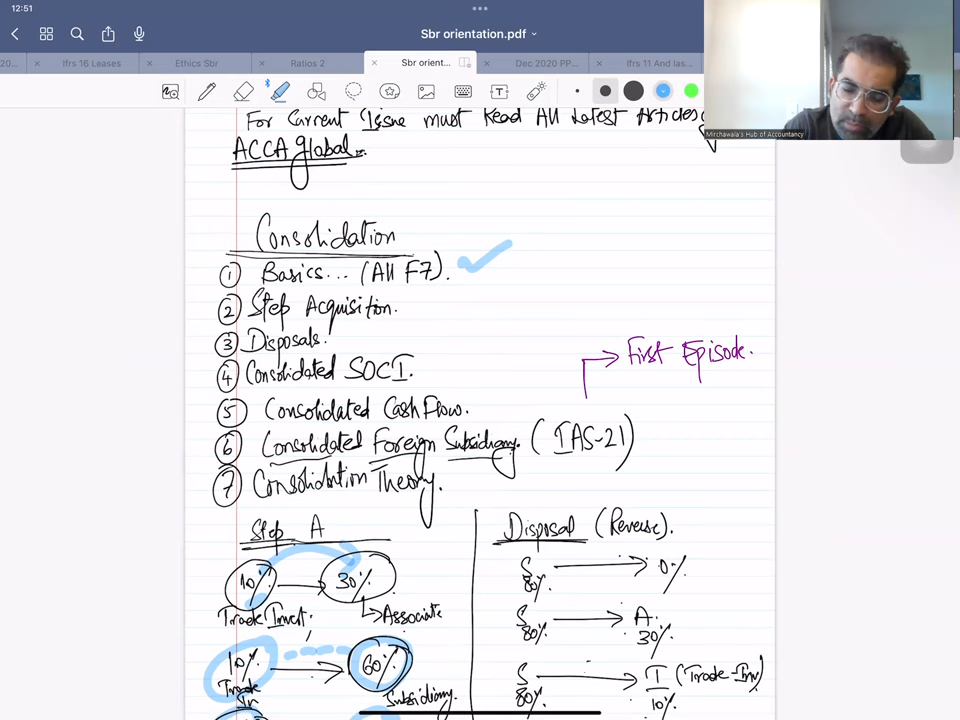 12:51
Sbr orientation.pdf
20...
Ifrs 16 Leases
Ethics Sbr
Ratios 2
Sbr orient...
Dec 2020 PP...
Ifrs 11 And Ias...
Mirchawala's Hub of Accountancy
For Current Issue must Read All Latest Articles
ACCA Global
Consolidation
① Basics... (All F7).
② Step Acquisition.
③ Disposals.
④ Consolidated SOCI.
First Episode.
⑤ Consolidated Cash Flow.
⑥ Consolidated Foreign Subsidiary. (IAS-21)
⑦ Consolidation Theory.
Step A
10% → 30%
Trade Invest.
↳ Associate
10% → 60%
Trade
In
Subsidiary.
Disposal (Reverse).
S 80% → 0%
S 80% → A. 30%
S 80% → T (Trade-Inv)
10%